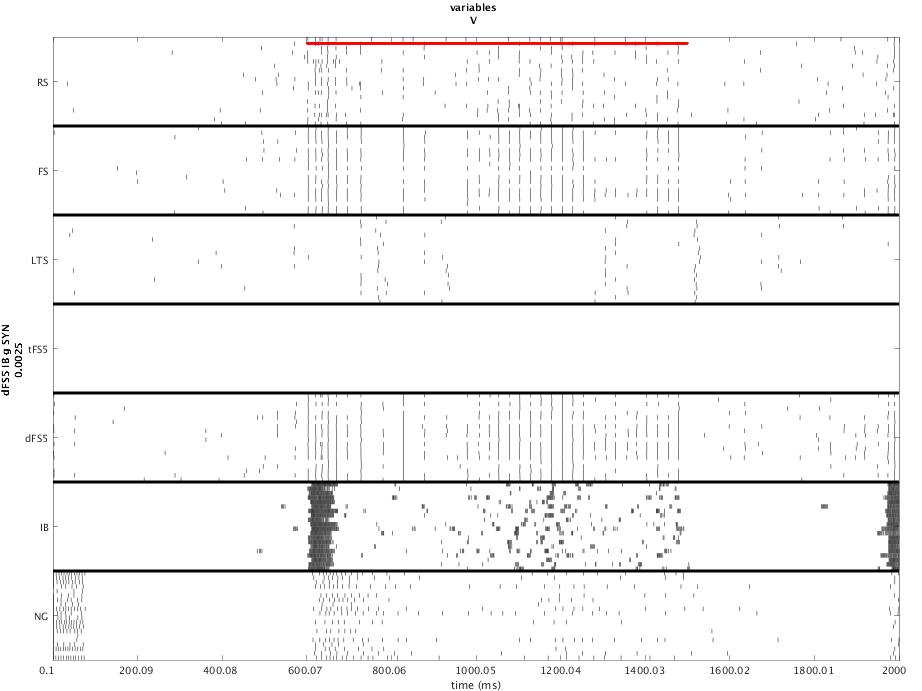 variables
V
RS
FS
LTS
tFS5
dFS5
IB
NG
dFS5 IB g SYN
0.0025
0.1 200.09 400.08 600.07 800.06 1000.05 1200.04 1400.03 1600.02 1800.01 2000
time (ms)